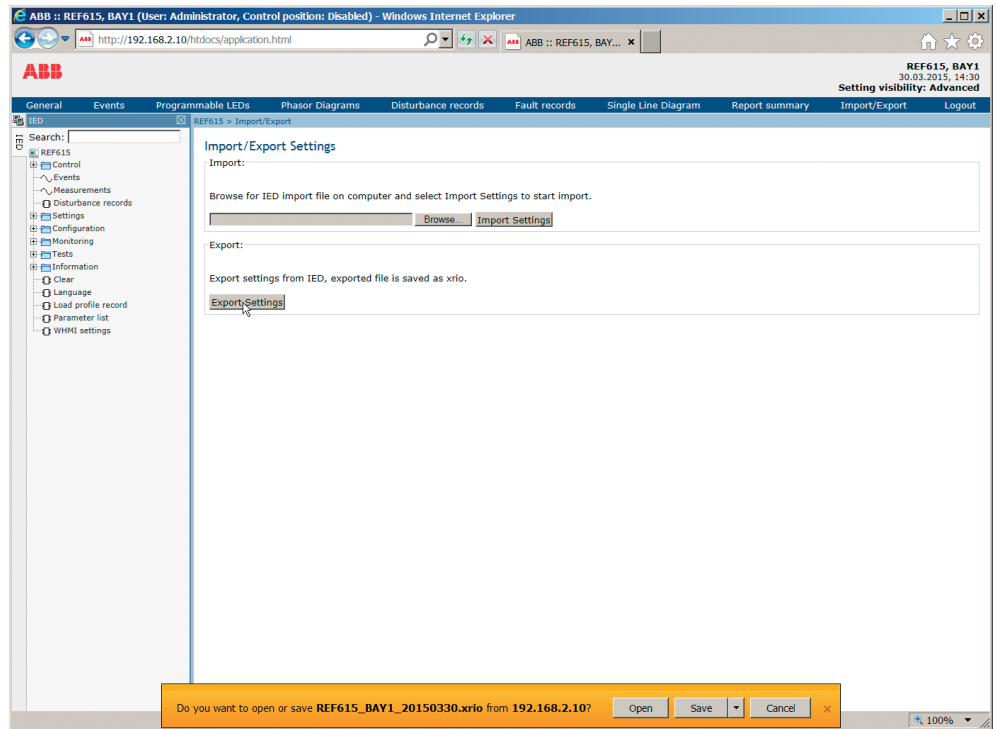 ABB :: REF615, BAY1 (User: Administrator, Control position: Disabled) - Windows Internet Explorer
http://192.168.2.10/htdocs/application.html
ABB
ABB :: REF615, BAY...
ABB
REF615, BAY1
30.03.2015, 14:30
Setting visibility: Advanced
General Events Programmable LEDs Phasor Diagrams Disturbance records Fault records Single Line Diagram Report summary Import/Export Logout
IED
IED
REF615 > Import/Export
Search:
REF615
Control
Events
Measurements
Disturbance records
Settings
Configuration
Monitoring
Tests
Information
Clear
Language
Load profile record
Parameter list
WHMI settings
Import/Export Settings
Import:
Browse for IED import file on computer and select Import Settings to start import.
Browse... Import Settings
Export:
Export settings from IED, exported file is saved as xrio.
Export Settings
Do you want to open or save REF615_BAY1_20150330.xrio from 192.168.2.10? Open Save Cancel
100%